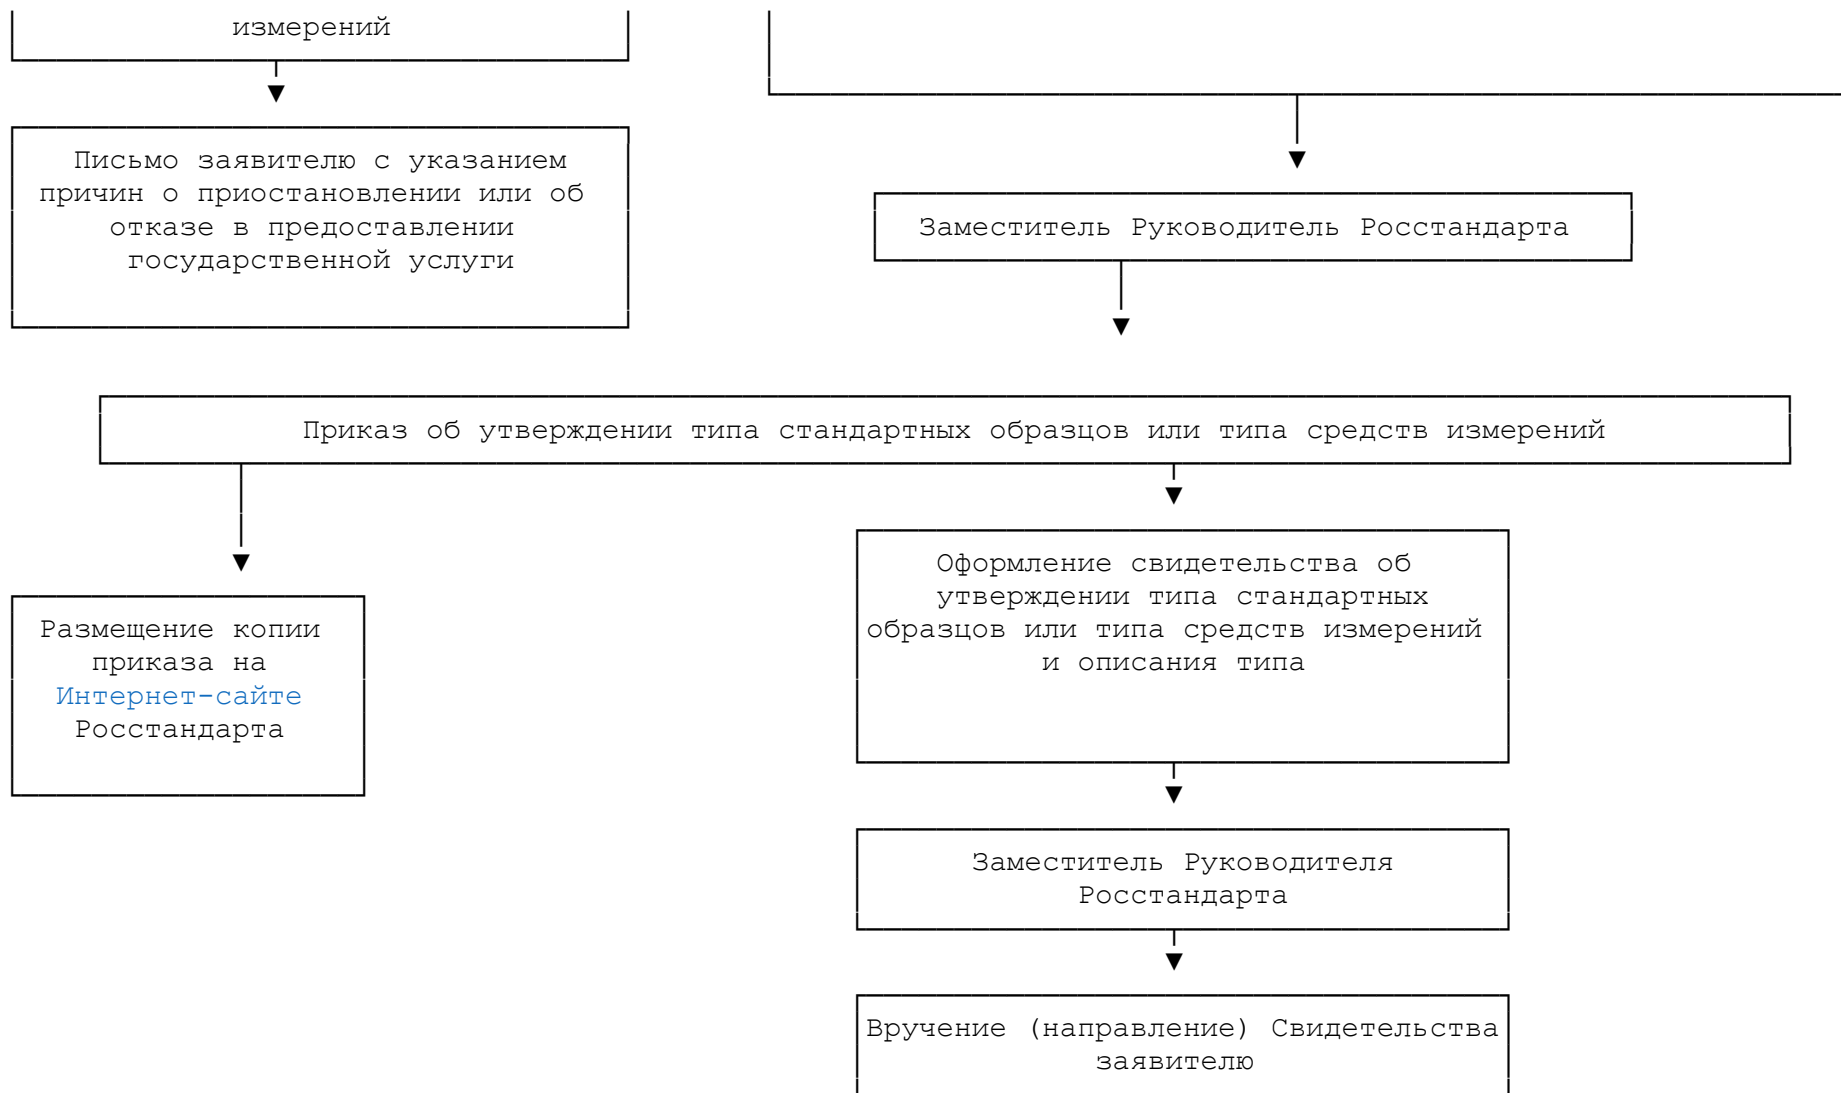 измерений
Письмо заявителю с указанием
причин о приостановлении или об
отказе в предоставлении
государственной услуги
Заместитель Руководитель Росстандарта
Приказ об утверждении типа стандартных образцов или типа средств измерений
Размещение копии
приказа на
Интернет-сайте
Росстандарта
Оформление свидетельства об
утверждении типа стандартных
образцов или типа средств измерений
и описания типа
Заместитель Руководителя
Росстандарта
Вручение (направление) Свидетельства
заявителю